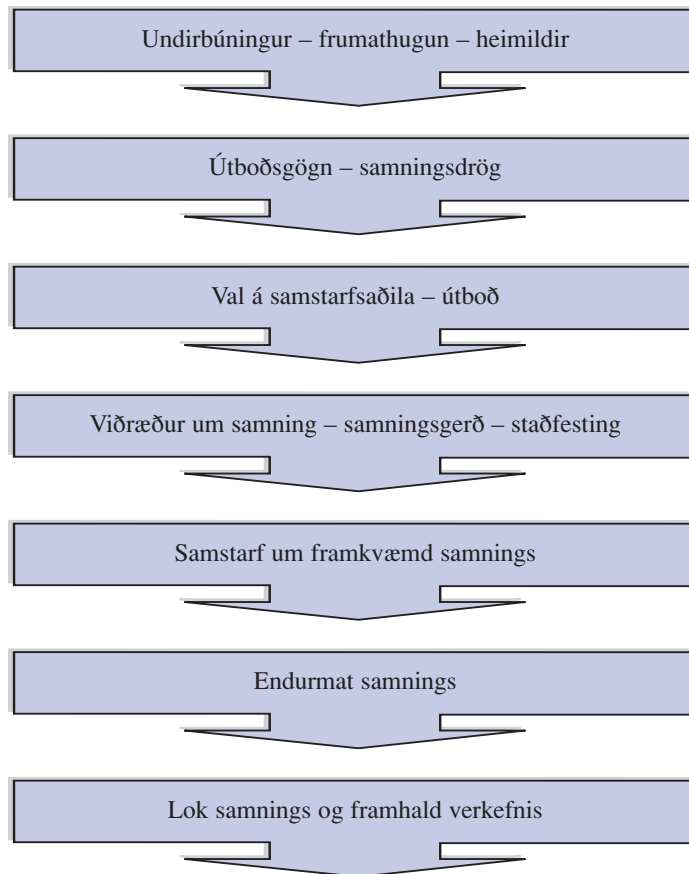 Undirbúningur – frumathugun – heimildir
Útboðsgögn – samningsdrög
Val á samstarfsaðila – útboð
Viðræður um samning – samningsgerð – staðfesting
Samstarf um framkvæmd samnings
Endurmat samnings
Lok samnings og framhald verkefnis